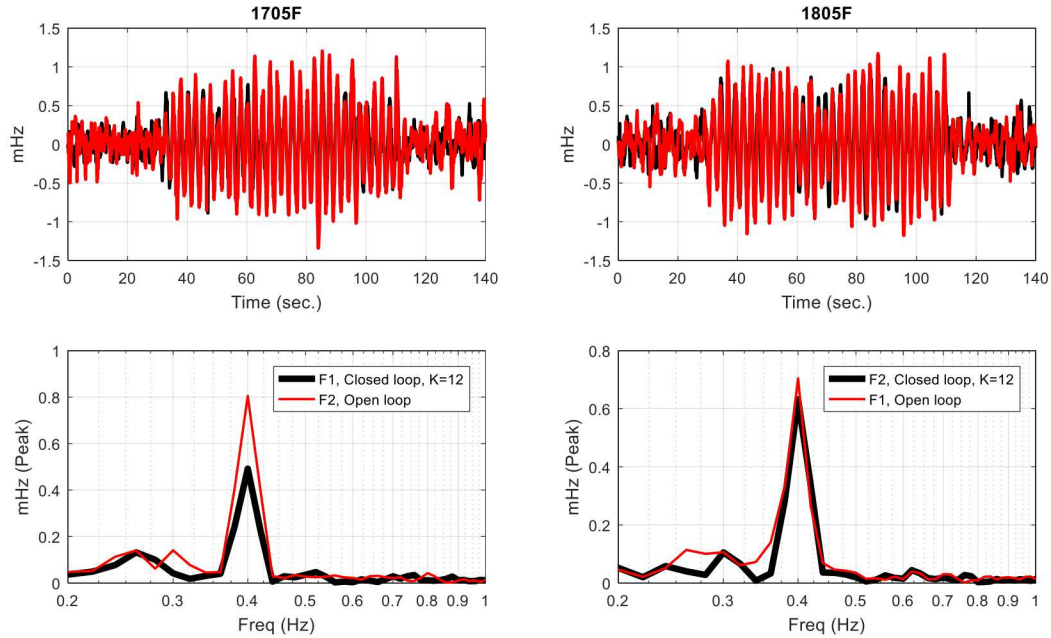 1705F
1.5
1
0.5
0
-0.5
-1
-1.5
mHz
0 20 40 60 80 100 120 140
Time (sec.)
1805F
1.5
1
0.5
0
-0.5
-1
-1.5
mHz
0 20 40 60 80 100 120 140
Time (sec.)
1
0.8
0.6
0.4
0.2
0
mHz (Peak)
F1, Closed loop, K=12
F2, Open loop
0.2 0.3 0.4 0.5 0.6 0.7 0.8 0.9 1
Freq (Hz)
0.8
0.6
0.4
0.2
0
mHz (Peak)
F2, Closed loop, K=12
F1, Open loop
0.2 0.3 0.4 0.5 0.6 0.7 0.8 0.9 1
Freq (Hz)